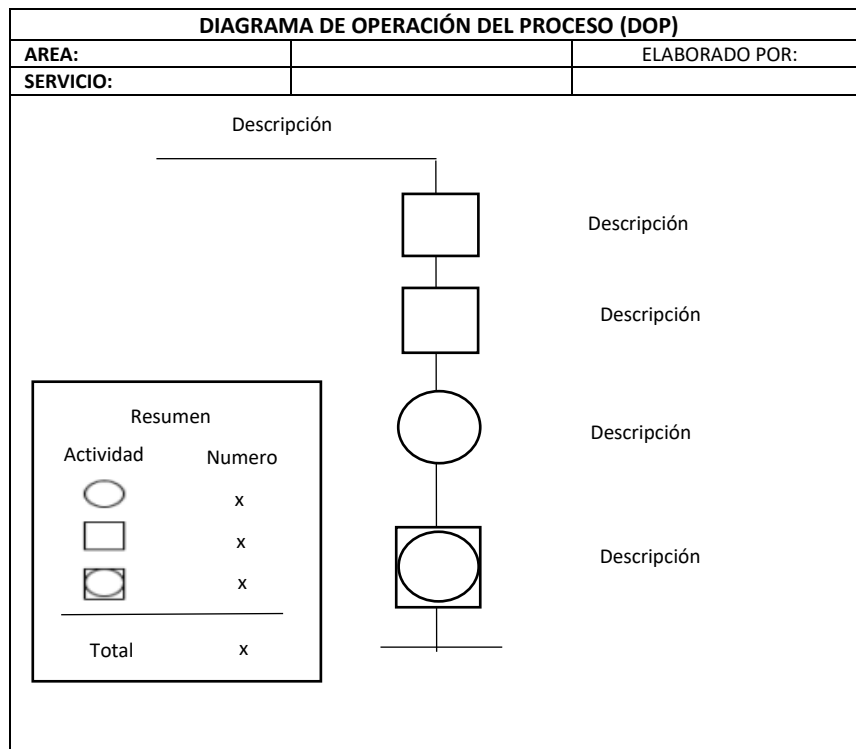 DIAGRAMA DE OPERACIÓN DEL PROCESO (DOP)
AREA: ELABORADO POR:
SERVICIO:
Descripción
Descripción
Descripción
Descripción
Descripción
Resumen
Actividad Numero
x
x
x
Total x